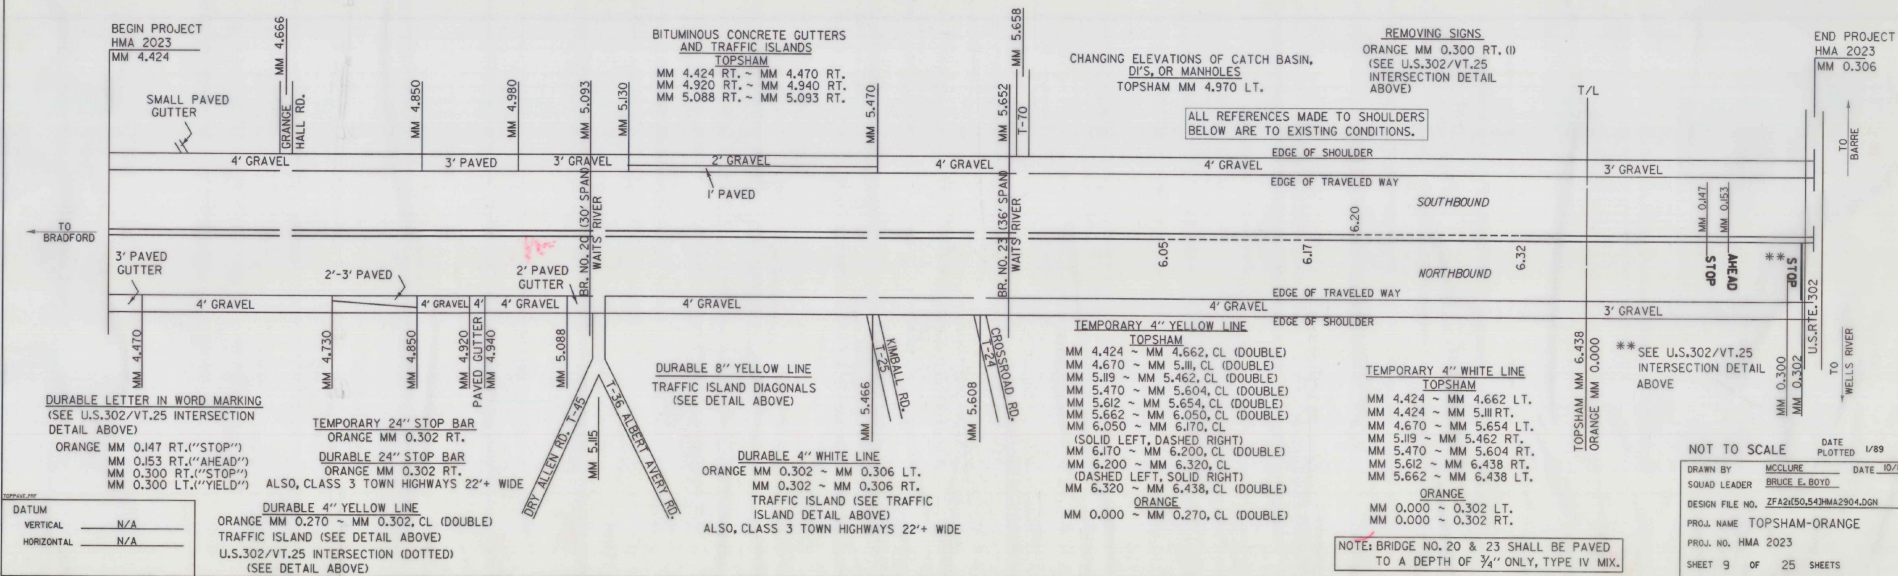 BEGIN PROJECT
HMA 2023
MM 4.424
MM 4.666
SMALL PAVED
GUTTER
GRANGE
HALL RD.
MM 4.850
MM 4.980
MM 5.093
MM 5.130
BITUMINOUS CONCRETE GUTTERS
AND TRAFFIC ISLANDS
TOPSHAM
MM 4.424 RT. ~ MM 4.470 RT.
MM 4.920 RT. ~ MM 4.940 RT.
MM 5.088 RT. ~ MM 5.093 RT.
MM 5.470
MM 5.652
MM 5.658
T-70
CHANGING ELEVATIONS OF CATCH BASIN,
DI'S, OR MANHOLES
TOPSHAM MM 4.970 LT.
REMOVING SIGNS
ORANGE MM 0.300 RT. (1)
(SEE U.S.302/VT.25
INTERSECTION DETAIL
ABOVE)
ALL REFERENCES MADE TO SHOULDERS
BELOW ARE TO EXISTING CONDITIONS.
T/L
END PROJECT
HMA 2023
MM 0.306
TO
BARRE
4' GRAVEL
3' PAVED
3' GRAVEL
2' GRAVEL
1' PAVED
4' GRAVEL
4' GRAVEL
EDGE OF SHOULDER
3' GRAVEL
EDGE OF TRAVELED WAY
SOUTHBOUND
MM 0.147
MM 0.153
TO
BRADFORD
BR. NO. 20 (30' SPAN)
WAITS RIVER
BR. NO. 23 (36' SPAN)
WAITS RIVER
6.05
6.17
6.20
6.32
NORTHBOUND
STOP
AHEAD
** STOP
3' PAVED
GUTTER
2'-3' PAVED
2' PAVED
GUTTER
4' GRAVEL
4' GRAVEL
4'
4' GRAVEL
4' GRAVEL
EDGE OF TRAVELED WAY
4' GRAVEL
EDGE OF SHOULDER
3' GRAVEL
U.S.RTE. 302
MM 4.470
MM 4.730
MM 4.850
MM 4.920
PAVED GUTTER
MM 4.940
MM 5.088
DRY ALLEN RD. T-45
MM 5.115
T-36 ALBERT AVERY RD.
MM 5.466
KIMBALL RD.
T-25
MM 5.608
CROSSROAD RD.
T-24
TOPSHAM MM 6.438
ORANGE MM 0.000
** SEE U.S.302/VT.25
INTERSECTION DETAIL
ABOVE
MM 0.300
MM 0.302
TO
WELLS RIVER
DURABLE LETTER IN WORD MARKING
(SEE U.S.302/VT.25 INTERSECTION
DETAIL ABOVE)
ORANGE MM 0.147 RT.("STOP")
MM 0.153 RT.("AHEAD")
MM 0.300 RT.("STOP")
MM 0.300 LT.("YIELD")
TEMPORARY 24" STOP BAR
ORANGE MM 0.302 RT.
DURABLE 24" STOP BAR
ORANGE MM 0.302 RT.
ALSO, CLASS 3 TOWN HIGHWAYS 22'+ WIDE
DURABLE 4" YELLOW LINE
ORANGE MM 0.270 ~ MM 0.302, CL (DOUBLE)
TRAFFIC ISLAND (SEE DETAIL ABOVE)
U.S.302/VT.25 INTERSECTION (DOTTED)
(SEE DETAIL ABOVE)
DURABLE 8" YELLOW LINE
TRAFFIC ISLAND DIAGONALS
(SEE DETAIL ABOVE)
DURABLE 4" WHITE LINE
ORANGE MM 0.302 ~ MM 0.306 LT.
MM 0.302 ~ MM 0.306 RT.
TRAFFIC ISLAND (SEE TRAFFIC
ISLAND DETAIL ABOVE)
ALSO, CLASS 3 TOWN HIGHWAYS 22'+ WIDE
TEMPORARY 4" YELLOW LINE
TOPSHAM
MM 4.424 ~ MM 4.662, CL (DOUBLE)
MM 4.670 ~ MM 5.111, CL (DOUBLE)
MM 5.119 ~ MM 5.462, CL (DOUBLE)
MM 5.470 ~ MM 5.604, CL (DOUBLE)
MM 5.612 ~ MM 5.654, CL (DOUBLE)
MM 5.662 ~ MM 6.050, CL (DOUBLE)
MM 6.050 ~ MM 6.170, CL
(SOLID LEFT, DASHED RIGHT)
MM 6.170 ~ MM 6.200, CL (DOUBLE)
MM 6.200 ~ MM 6.320, CL
(DASHED LEFT, SOLID RIGHT)
MM 6.320 ~ MM 6.438, CL (DOUBLE)
ORANGE
MM 0.000 ~ MM 0.270, CL (DOUBLE)
TEMPORARY 4" WHITE LINE
TOPSHAM
MM 4.424 ~ MM 4.662 LT.
MM 4.424 ~ MM 5.111 RT.
MM 4.670 ~ MM 5.654 LT.
MM 5.119 ~ MM 5.462 RT.
MM 5.470 ~ MM 5.604 RT.
MM 5.612 ~ MM 6.438 RT.
MM 5.662 ~ MM 6.438 LT.
ORANGE
MM 0.000 ~ 0.302 LT.
MM 0.000 ~ 0.302 RT.
NOTE: BRIDGE NO. 20 & 23 SHALL BE PAVED
TO A DEPTH OF 3/4" ONLY, TYPE IV MIX.
DATUM
VERTICAL N/A
HORIZONTAL N/A
NOT TO SCALE
DATE
PLOTTED 1/89
DRAWN BY MCCLURE DATE 10/
SQUAD LEADER BRUCE E. BOYD
DESIGN FILE NO. ZFA21:[50,54]HMA2904.DGN
PROJ. NAME TOPSHAM-ORANGE
PROJ. NO. HMA 2023
SHEET 9 OF 25 SHEETS